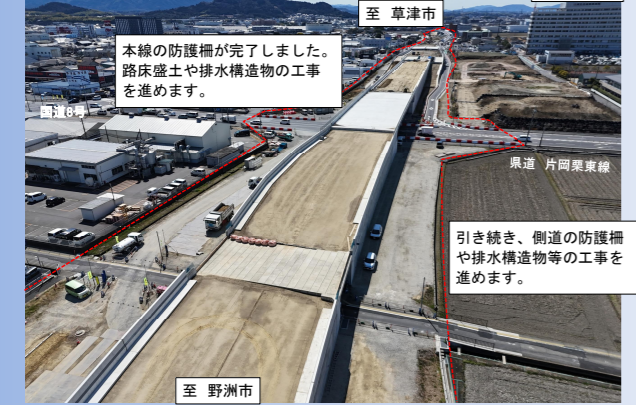 至 草津市
本線の防護柵が完了しました。
路床盛土や排水構造物の工事
を進めます。
国道8号
県道 片岡栗東線
引き続き、側道の防護柵
や排水構造物等の工事を
進めます。
至 野洲市